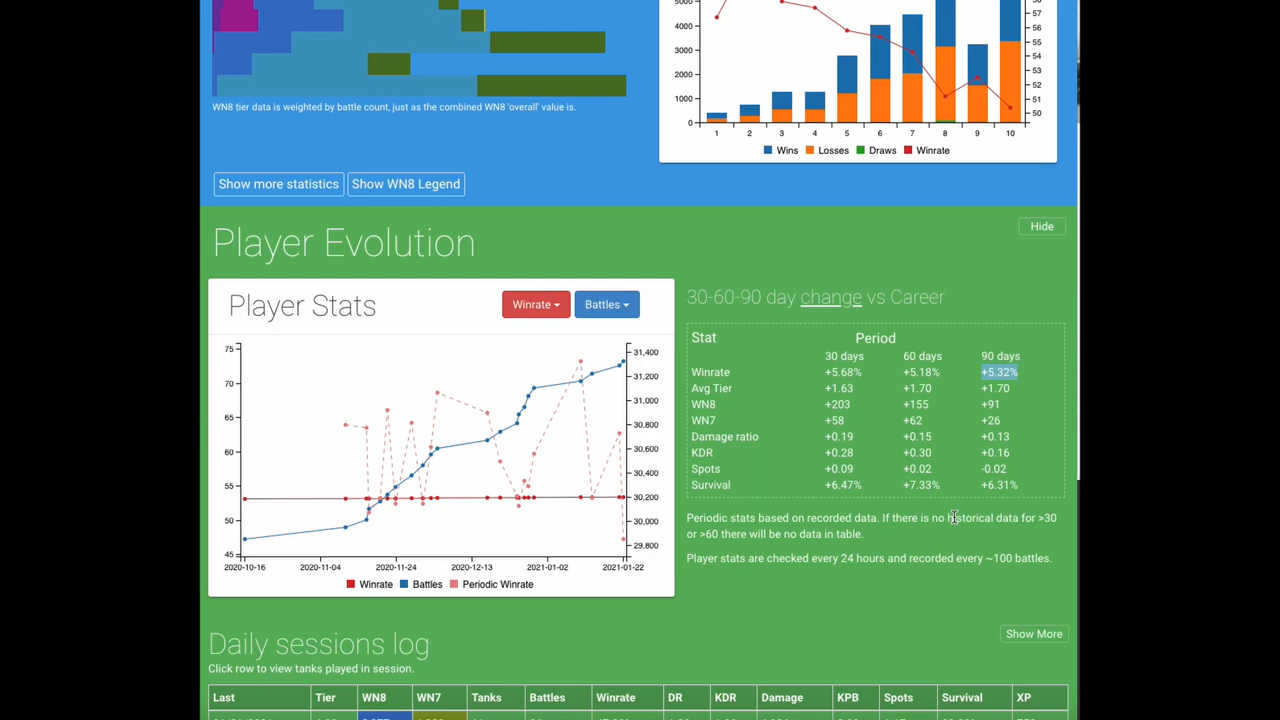 WN8 tier data is weighted by battle count, just as the combined WN8 'overall' value is.
5000
4000
3000
2000
1000
0
57
56
55
54
53
52
51
50
1 2 3 4 5 6 7 8 9 10
Wins Losses Draws Winrate
Show more statistics Show WN8 Legend
Player Evolution
Hide
Player Stats
Winrate Battles
75
70
65
60
55
50
45
31,400
31,200
31,000
30,800
30,600
30,400
30,200
30,000
29,800
2020-10-16 2020-11-04 2020-11-24 2020-12-13 2021-01-02 2021-01-22
Winrate Battles Periodic Winrate
30-60-90 day change vs Career
Stat Period
30 days 60 days 90 days
Winrate +5.68% +5.18% +5.32%
Avg Tier +1.63 +1.70 +1.70
WN8 +203 +155 +91
WN7 +58 +62 +26
Damage ratio +0.19 +0.15 +0.13
KDR +0.28 +0.30 +0.16
Spots +0.09 +0.02 -0.02
Survival +6.47% +7.33% +6.31%
Periodic stats based on recorded data. If there is no historical data for >30
or >60 there will be no data in table.
Player stats are checked every 24 hours and recorded every ~100 battles.
Daily sessions log
Show More
Click row to view tanks played in session.
Last Tier WN8 WN7 Tanks Battles Winrate DR KDR Damage KPB Spots Survival XP